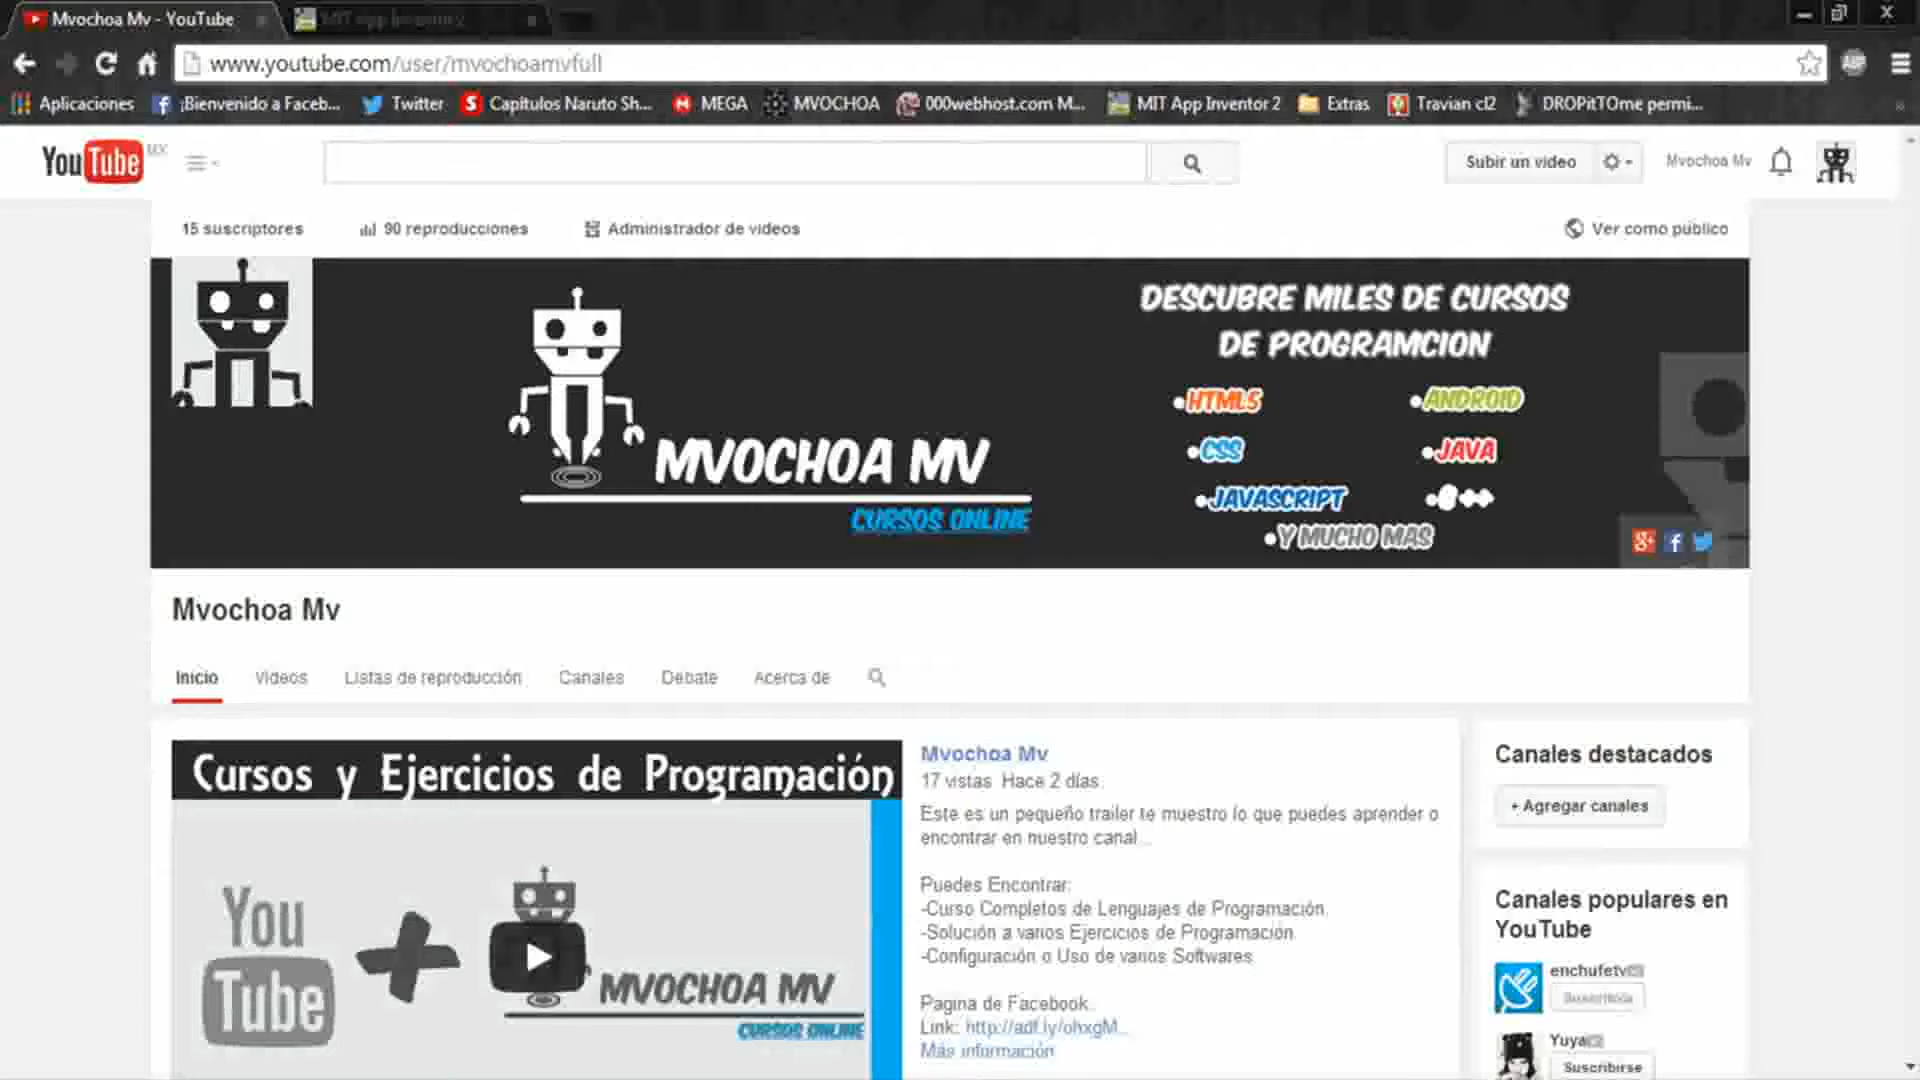 Mvochoa Mv - YouTube
MIT App Inventor 2
www.youtube.com/user/mvochoamvfull
Aplicaciones
¡Bienvenido a Faceb...
Twitter
Capitulos Naruto Sh...
MEGA
MVOCHOA
000webhost.com M...
MIT App Inventor 2
Extras
Travian cl2
DROPitTOme permi...
YouTube MX
Subir un video
Mvochoa Mv
15 suscriptores
90 reproducciones
Administrador de videos
Ver como público
DESCUBRE MILES DE CURSOS
DE PROGRAMCION
•HTML5
•ANDROID
•CSS
•JAVA
•JAVASCRIPT
•C++
•Y MUCHO MAS
MVOCHOA MV
CURSOS ONLINE
Mvochoa Mv
Inicio
Videos
Listas de reproducción
Canales
Debate
Acerca de
Cursos y Ejercicios de Programación
You
Tube
MVOCHOA MV
CURSOS ONLINE
Mvochoa Mv
17 vistas Hace 2 días
Este es un pequeño trailer te muestro lo que puedes aprender o
encontrar en nuestro canal...
Puedes Encontrar:
-Curso Completos de Lenguajes de Programación.
-Solución a varios Ejercicios de Programación.
-Configuración o Uso de varios Softwares.
Pagina de Facebook.
Link: http://adf.ly/ohxgM...
Más información
Canales destacados
+ Agregar canales
Canales populares en
YouTube
enchufetv
Suscribirse
Yuya
Suscribirse